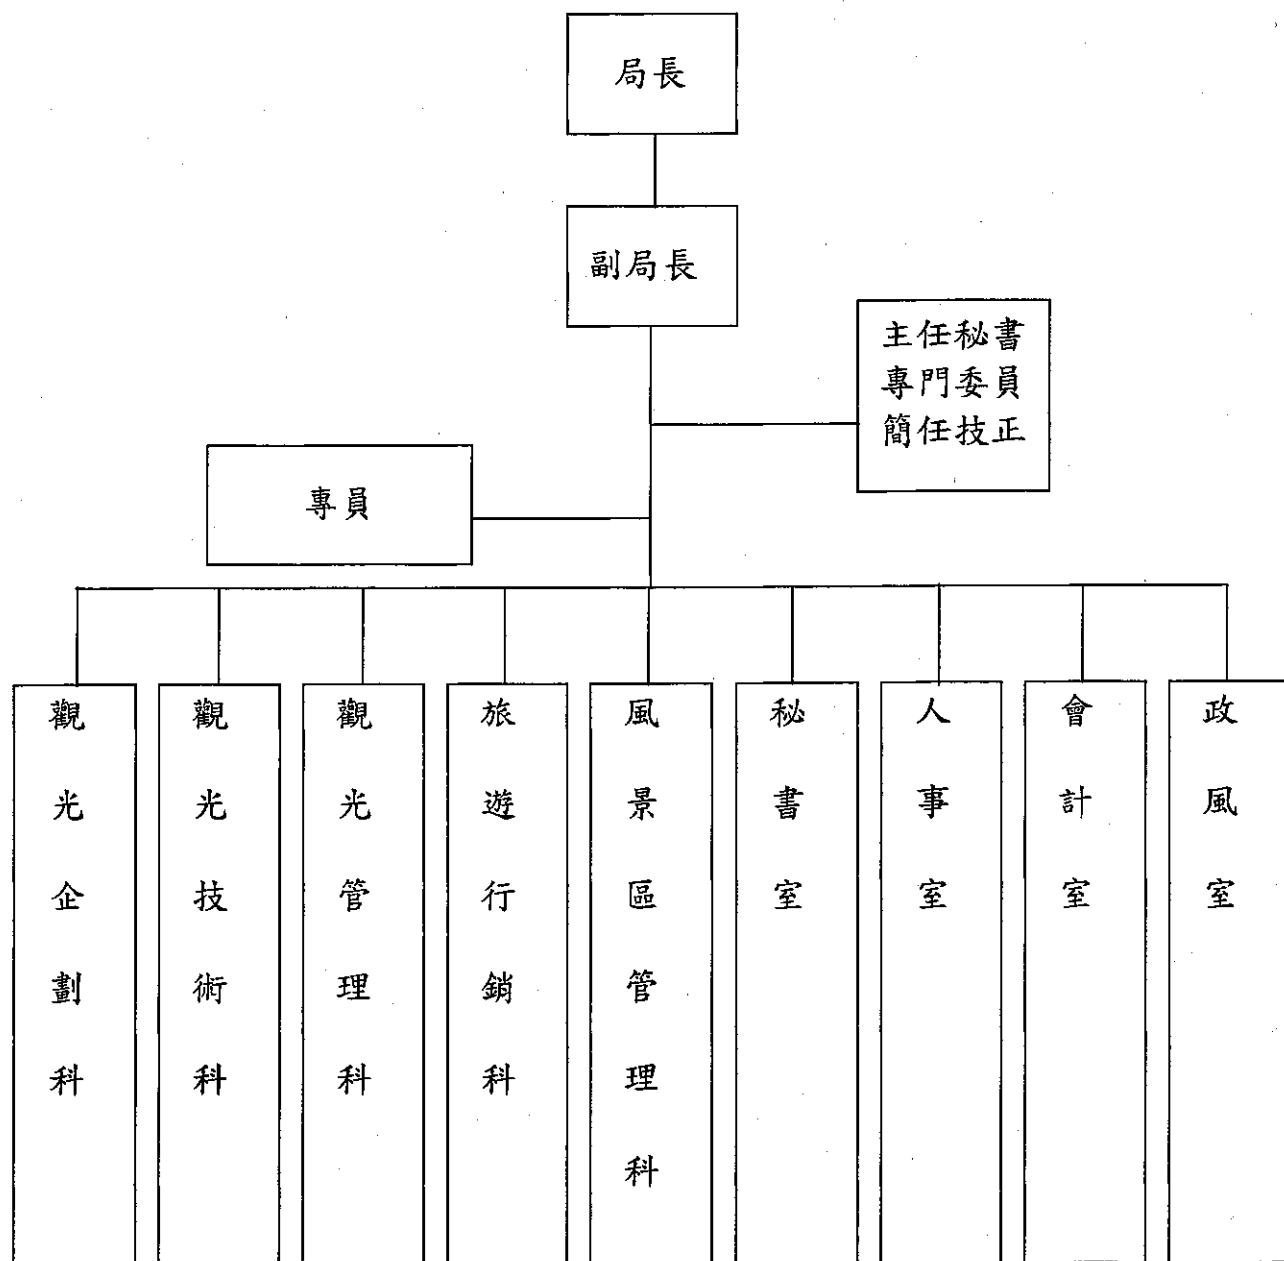 局長
副局長
主任秘書
專門委員
簡任技正
專員
觀光企劃科
觀光技術科
觀光管理科
旅遊行銷科
風景區管理科
秘書室
人事室
會計室
政風室